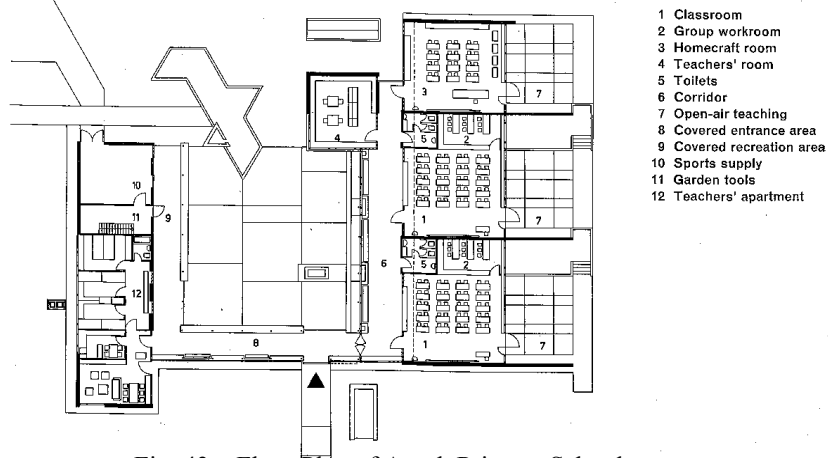 1 Classroom
2 Group workroom
3 Homecraft room
4 Teachers' room
5 Toilets
6 Corridor
7 Open-air teaching
8 Covered entrance area
9 Covered recreation area
10 Sports supply
11 Garden tools
12 Teachers' apartment
3
7
4
5
2
10
11
9
1
7
6
5
2
12
8
1
7